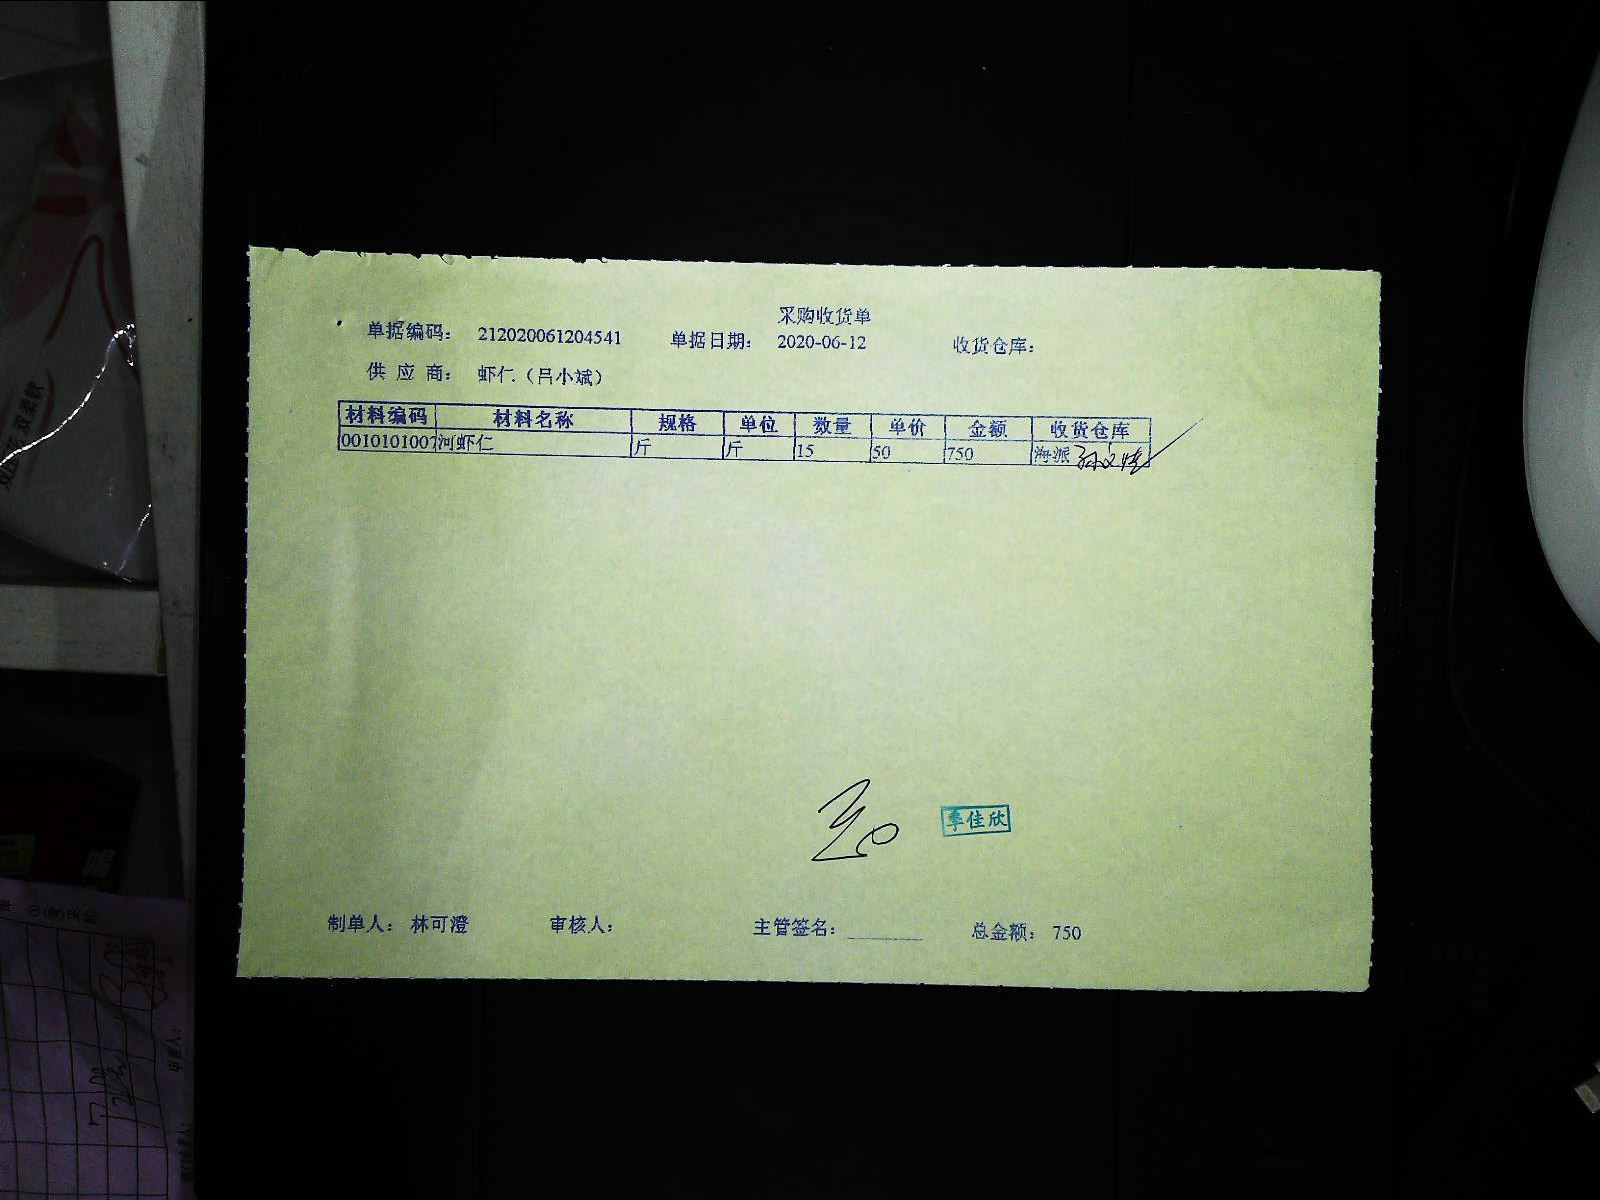 采购收货单
单据编码： 212020061204541 单据日期： 2020-06-12 收货仓库：
供 应 商： 虾仁（吕小斌）
材料编码 材料名称 规格 单位 数量 单价 金额 收货仓库
0010101007 河虾仁 斤 斤 15 50 750 海派
季佳欣
制单人： 林可澄 审核人： 主管签名： 总金额： 750